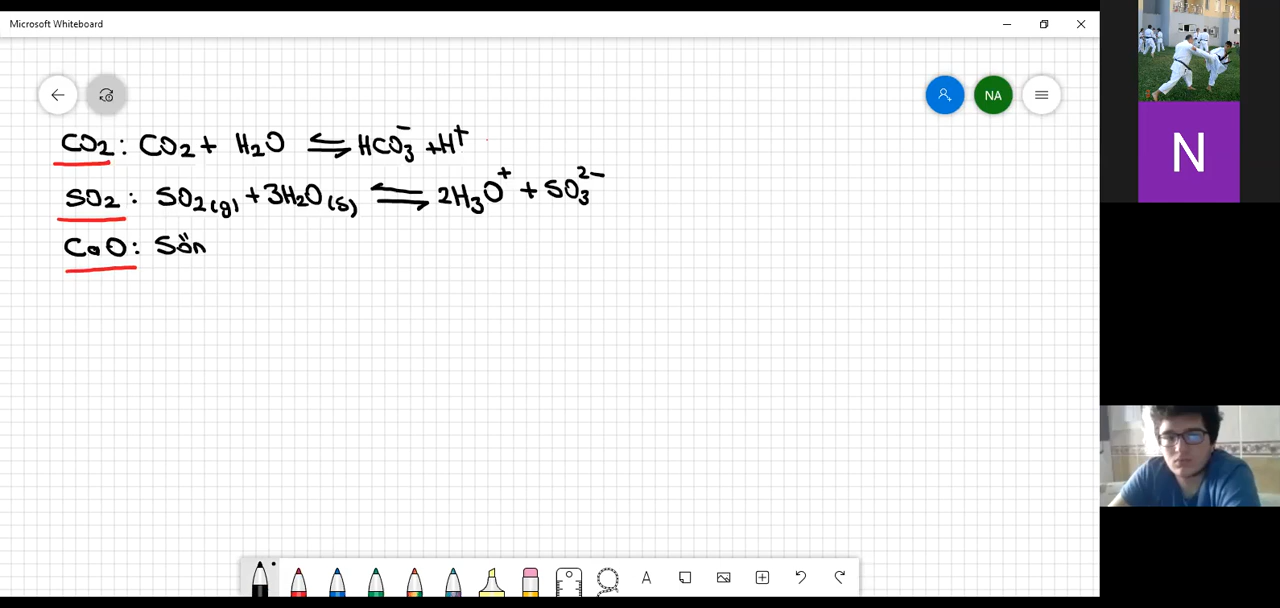 Microsoft Whiteboard
NA
CO₂ : CO₂ + H₂O ⇌ HCO₃⁻ + H⁺
SO₂ : SO₂(g) + 3H₂O(s) ⇌ 2H₃O⁺ + SO₃²⁻
CaO : Sön
N
A